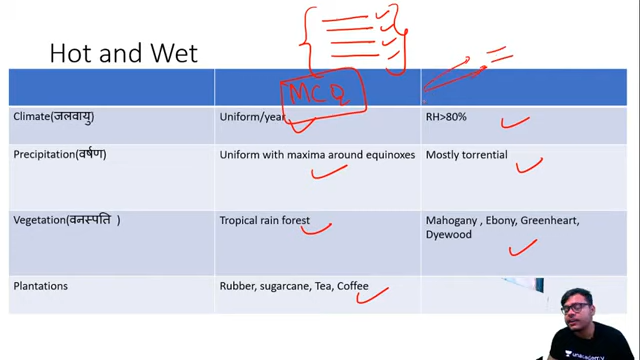 Hot and Wet
MCQ
Climate(जलवायु) Uniform/year RH>80%
Precipitation(वर्षण) Uniform with maxima around equinoxes Mostly torrential
Vegetation(वनस्पति ) Tropical rain forest Mahogany , Ebony, Greenheart,
Dyewood
Plantations Rubber, sugarcane, Tea, Coffee
unacademy